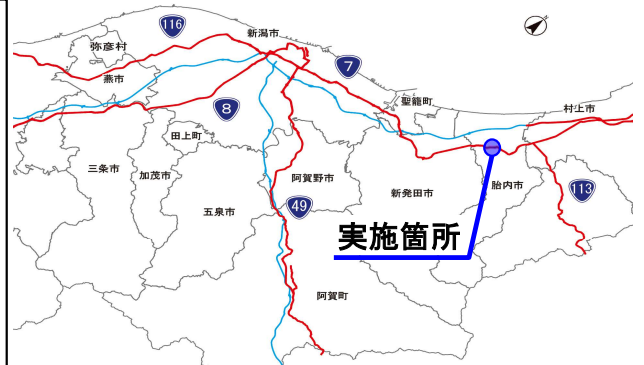 116
新潟市
弥彦村
7
燕市
聖籠町
8
村上市
田上町
三条市
加茂市
阿賀野市
新発田市
胎内市
113
五泉市
49
実施箇所
阿賀町